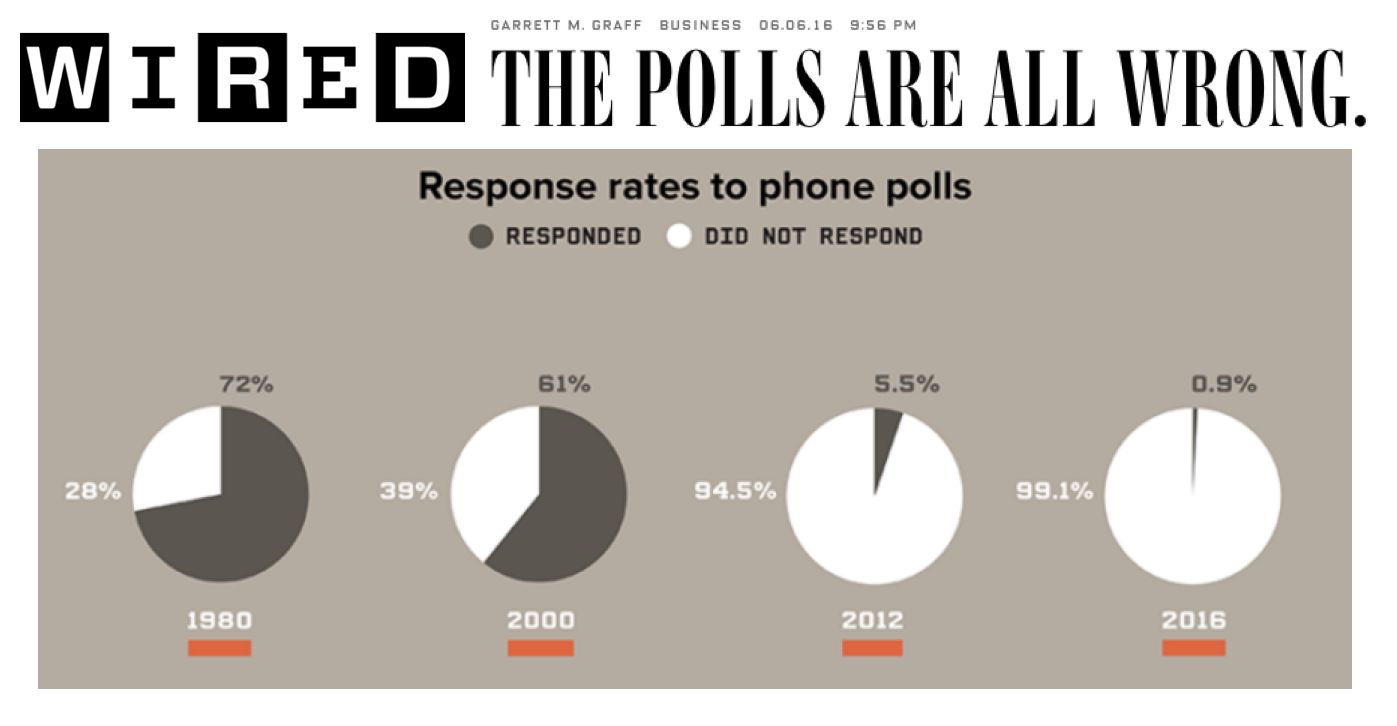 GARRETT M. GRAFF BUSINESS 06.06.16 9:56 PM
WIRED THE POLLS ARE ALL WRONG.
Response rates to phone polls
RESPONDED DID NOT RESPOND
72% 61% 5.5% 0.9%
28% 39% 94.5% 99.1%
1980 2000 2012 2016